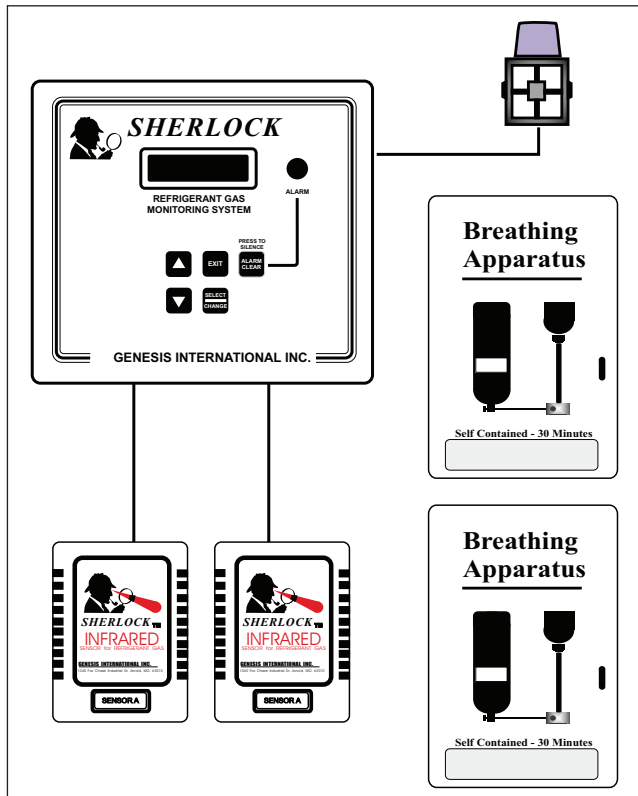 SHERLOCK
REFRIGERANT GAS
MONITORING SYSTEM
ALARM
PRESS TO
SILENCE
EXIT
ALARM
CLEAR
SELECT
CHANGE
GENESIS INTERNATIONAL INC.
Breathing
Apparatus
Self Contained - 30 Minutes
SHERLOCK TM
INFRARED
SENSOR for REFRIGERANT GAS
GENESIS INTERNATIONAL INC.
SENSOR A
SHERLOCK TM
INFRARED
SENSOR for REFRIGERANT GAS
GENESIS INTERNATIONAL INC.
SENSOR A
Breathing
Apparatus
Self Contained - 30 Minutes